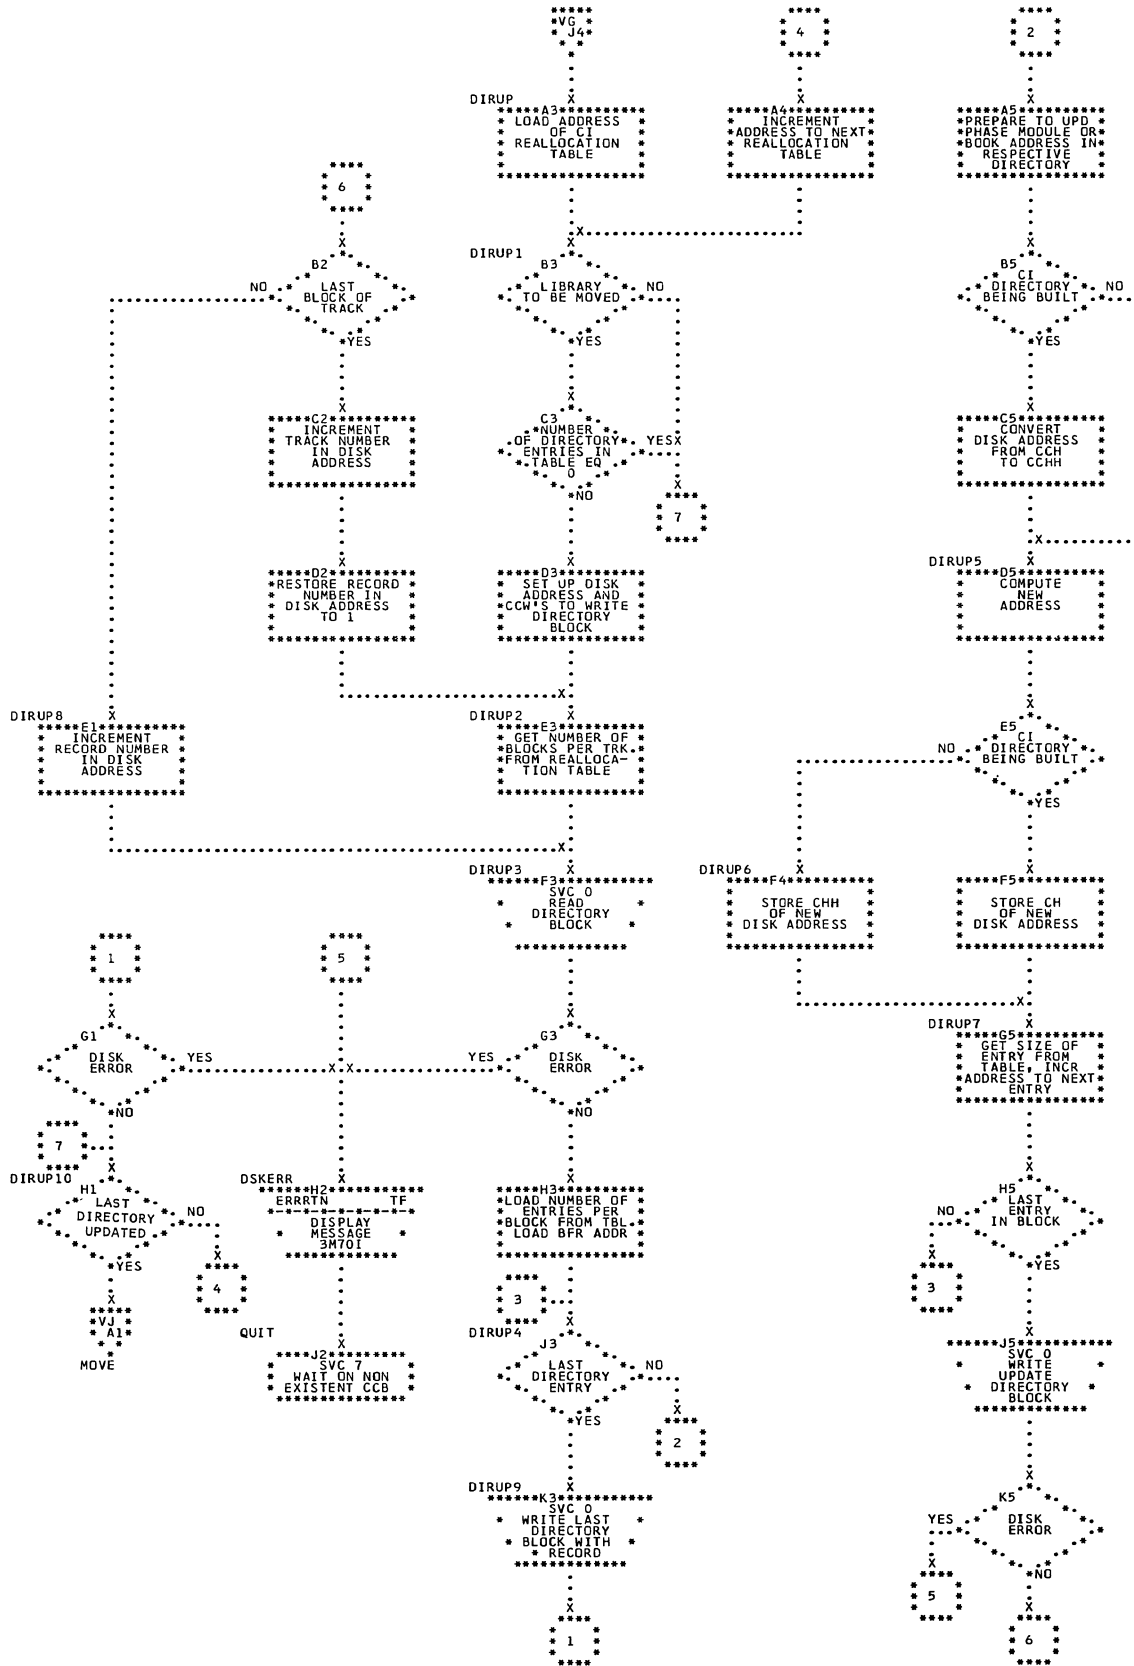 VG
J4
4
2
DIRUP
A3
LOAD ADDRESS
OF CI
REALLOCATION
TABLE
A4
INCREMENT
ADDRESS TO NEXT
REALLOCATION
TABLE
A5
PREPARE TO UPD
PHASE MODULE OR
BOOK ADDRESS IN
RESPECTIVE
DIRECTORY
6
X
DIRUP1
B2
LAST
BLOCK OF
TRACK
NO
YES
B3
LIBRARY
TO BE MOVED
NO
YES
B5
CI
DIRECTORY
BEING BUILT
NO
YES
C2
INCREMENT
TRACK NUMBER
IN DISK
ADDRESS
C3
NUMBER
OF DIRECTORY
ENTRIES IN
TABLE EQ
0
YES
NO
C5
CONVERT
DISK ADDRESS
FROM CCH
TO CCHH
7
D2
RESTORE RECORD
NUMBER IN
DISK ADDRESS
TO 1
D3
SET UP DISK
ADDRESS AND
CCW'S TO WRITE
DIRECTORY
BLOCK
DIRUP5
D5
COMPUTE
NEW
ADDRESS
DIRUP8
E1
INCREMENT
RECORD NUMBER
IN DISK
ADDRESS
DIRUP2
E3
GET NUMBER OF
BLOCKS PER TRK.
FROM REALLOCA-
TION TABLE
E5
CI
DIRECTORY
BEING BUILT
NO
YES
DIRUP3
F3
SVC 0
READ
DIRECTORY
BLOCK
DIRUP6
F4
STORE CHH
OF NEW
DISK ADDRESS
F5
STORE CH
OF NEW
DISK ADDRESS
1
5
G1
DISK
ERROR
YES
NO
G3
DISK
ERROR
YES
NO
DIRUP7
G5
GET SIZE OF
ENTRY FROM
TABLE, INCR
ADDRESS TO NEXT
ENTRY
7
DIRUP10
H1
LAST
DIRECTORY
UPDATED
NO
YES
DSKERR
H2
ERRRTN TF
DISPLAY
MESSAGE
3M70I
H3
LOAD NUMBER OF
ENTRIES PER
BLOCK FROM TBL.
LOAD BFR ADDR
H5
LAST
ENTRY
IN BLOCK
NO
YES
4
3
3
VJ
A1
MOVE
QUIT
J2
SVC 7
WAIT ON NON
EXISTENT CCB
DIRUP4
J3
LAST
DIRECTORY
ENTRY
NO
YES
J5
SVC 0
WRITE
UPDATE
DIRECTORY
BLOCK
2
DIRUP9
K3
SVC 0
WRITE LAST
DIRECTORY
BLOCK WITH
RECORD
K5
DISK
ERROR
YES
NO
5
1
6